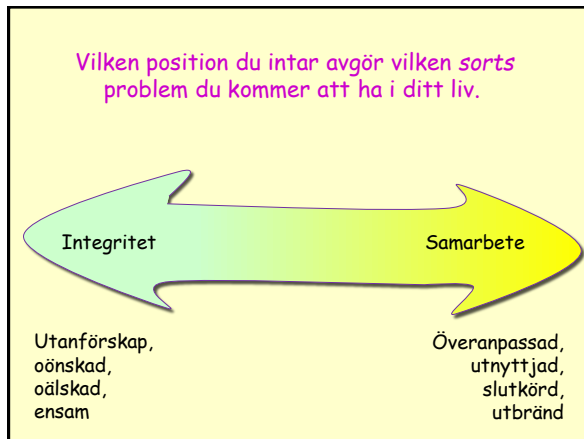 Vilken position du intar avgör vilken sorts
problem du kommer att ha i ditt liv.
Integritet
Samarbete
Utanförskap,
oönskad,
oälskad,
ensam
Överanpassad,
utnyttjad,
slutkörd,
utbränd